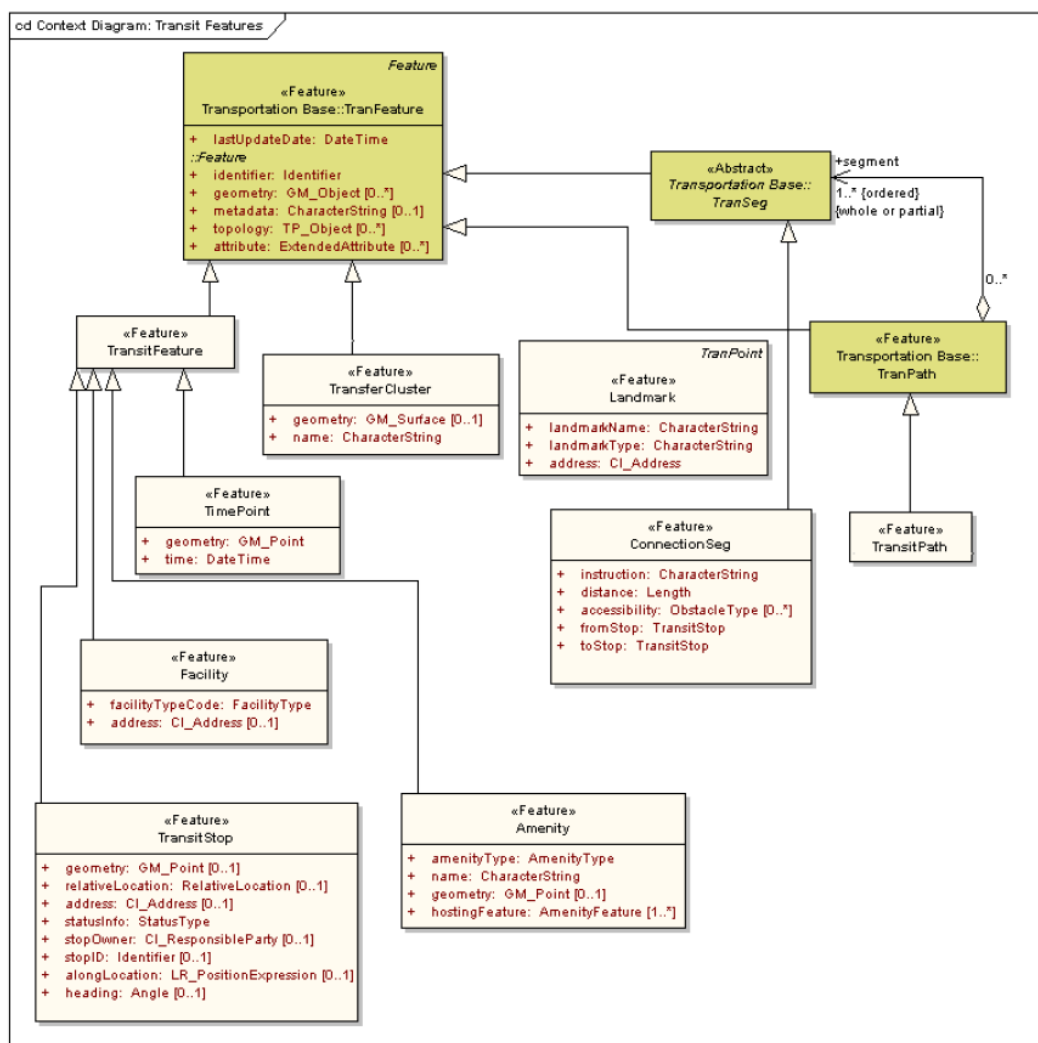 cd Context Diagram: Transit Features
Feature
«Feature»
Transportation Base::TranFeature
+ lastUpdateDate: DateTime
::Feature
+ identifier: Identifier
+ geometry: GM_Object [0..*]
+ metadata: CharacterString [0..1]
+ topology: TP_Object [0..*]
+ attribute: ExtendedAttribute [0..*]
«Abstract»
Transportation Base::
TranSeg
+segment
1..* {ordered}
{whole or partial}
0..*
«Feature»
TransitFeature
«Feature»
TransferCluster
+ geometry: GM_Surface [0..1]
+ name: CharacterString
TranPoint
«Feature»
Landmark
+ landmarkName: CharacterString
+ landmarkType: CharacterString
+ address: CI_Address
«Feature»
Transportation Base::
TranPath
«Feature»
TimePoint
+ geometry: GM_Point
+ time: DateTime
«Feature»
ConnectionSeg
+ instruction: CharacterString
+ distance: Length
+ accessibility: ObstacleType [0..*]
+ fromStop: TransitStop
+ toStop: TransitStop
«Feature»
TransitPath
«Feature»
Facility
+ facilityTypeCode: FacilityType
+ address: CI_Address [0..1]
«Feature»
TransitStop
+ geometry: GM_Point [0..1]
+ relativeLocation: RelativeLocation [0..1]
+ address: CI_Address [0..1]
+ statusInfo: StatusType
+ stopOwner: CI_ResponsibleParty [0..1]
+ stopID: Identifier [0..1]
+ alongLocation: LR_PositionExpression [0..1]
+ heading: Angle [0..1]
«Feature»
Amenity
+ amenityType: AmenityType
+ name: CharacterString
+ geometry: GM_Point [0..1]
+ hostingFeature: AmenityFeature [1..*]